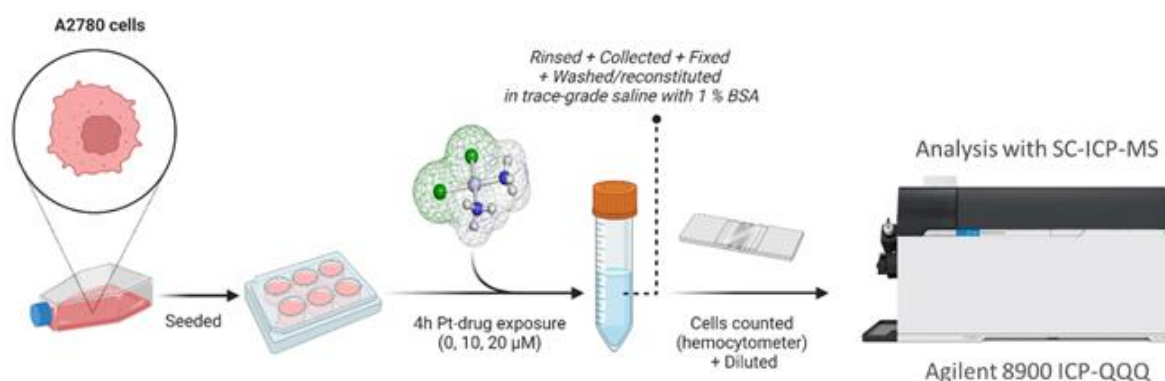 A2780 cells
Seeded
4h Pt-drug exposure
(0, 10, 20 µM)
Rinsed + Collected + Fixed
+ Washed/reconstituted
in trace-grade saline with 1 % BSA
Cells counted
(hemocytometer)
+ Diluted
Analysis with SC-ICP-MS
Agilent 8900 ICP-QQQ